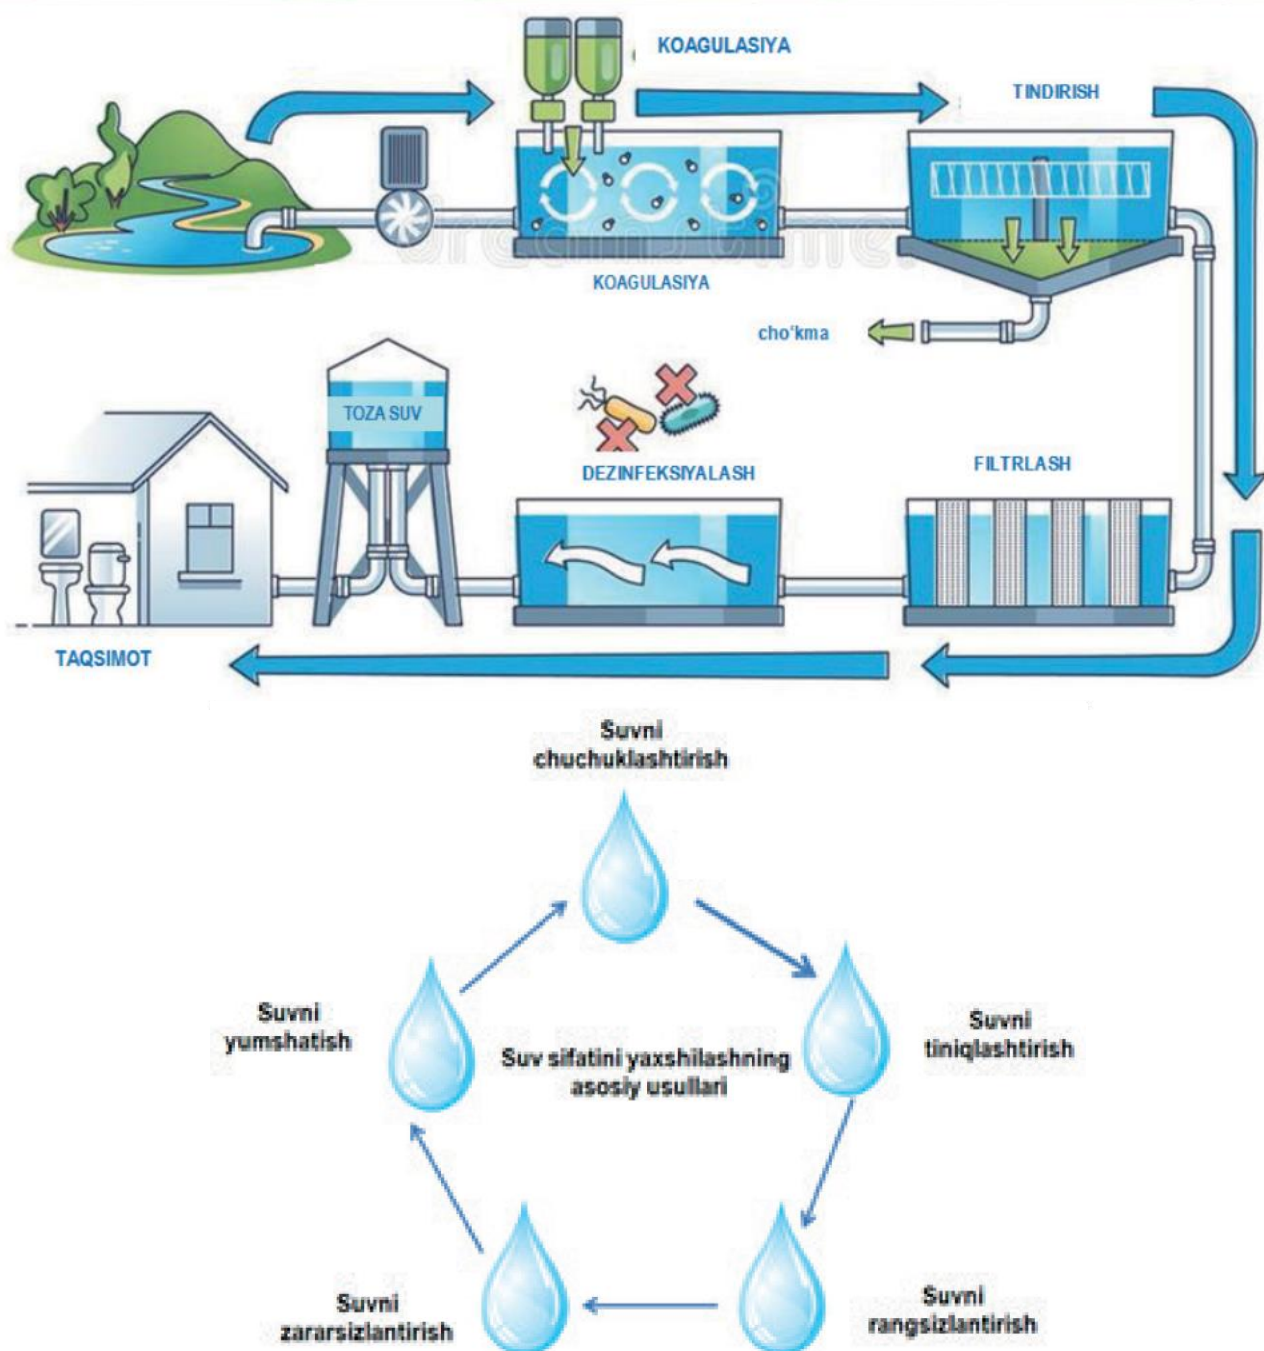 KOAGULASIYA
TINDIRISH
KOAGULASIYA
cho‘kma
TOZA SUV
DEZINFEKSIYALASH
FILTRLASH
TAQSIMOT
Suvni
chuchuklashtirish
Suvni
yumshatish
Suv sifatini yaxshilashning
asosiy usullari
Suvni
tiniqlashtirish
Suvni
zararsizlantirish
Suvni
rangsizlantirish